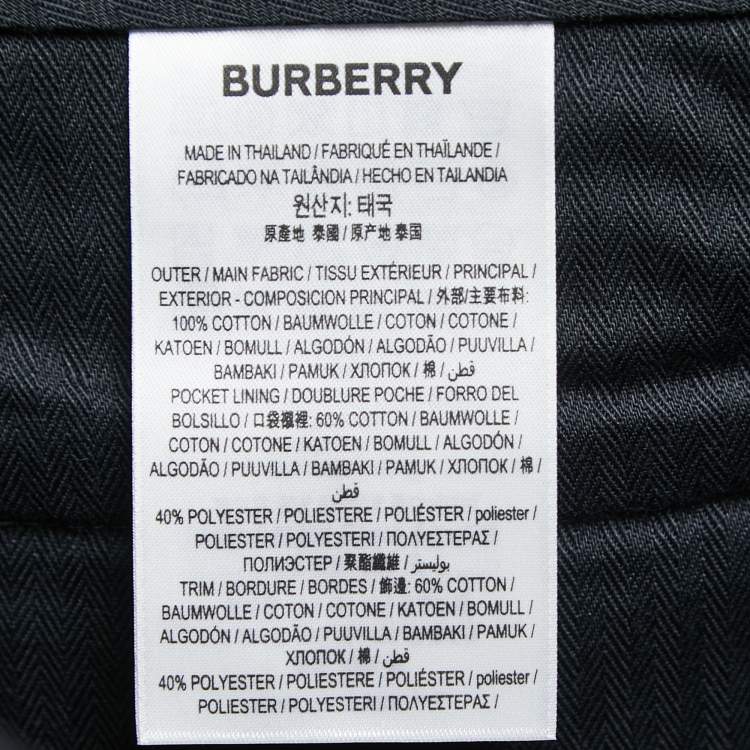 BURBERRY
MADE IN THAILAND / FABRIQUÉ EN THAÏLANDE /
FABRICADO NA TAILÂNDIA / HECHO EN TAILANDIA
원산지: 태국
原產地 泰國 / 原产地 泰国
OUTER / MAIN FABRIC / TISSU EXTÉRIEUR / PRINCIPAL /
EXTERIOR - COMPOSICION PRINCIPAL / 外部/主要布料:
100% COTTON / BAUMWOLLE / COTON / COTONE /
KATOEN / BOMULL / ALGODÓN / ALGODÃO / PUUVILLA /
BAMBAKI / PAMUK / ХЛОПОК / 棉 / قطن /
POCKET LINING / DOUBLURE POCHE / FORRO DEL
BOLSILLO / 口袋襯裡: 60% COTTON / BAUMWOLLE /
COTON / COTONE / KATOEN / BOMULL / ALGODÓN /
ALGODÃO / PUUVILLA / BAMBAKI / PAMUK / ХЛОПОК / 棉 /
قطن
40% POLYESTER / POLIESTERE / POLIÉSTER / poliester /
POLIESTER / POLYESTERI / ΠΟΛΥΕΣΤΕΡΑΣ /
ПОЛИЭСТЕР / 聚酯纖維 / بوليستر /
TRIM / BORDURE / BORDES / 飾邊: 60% COTTON /
BAUMWOLLE / COTON / COTONE / KATOEN / BOMULL /
ALGODÓN / ALGODÃO / PUUVILLA / BAMBAKI / PAMUK /
ХЛОПОК / 棉 / قطن /
40% POLYESTER / POLIESTERE / POLIÉSTER / poliester /
POLIESTER / POLYESTERI / ΠΟΛΥΕΣΤΕΡΑΣ /